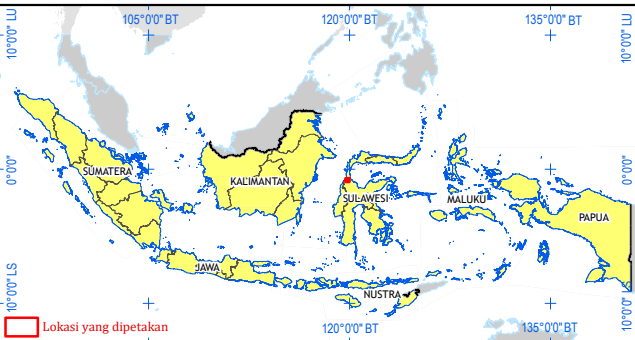 105°0'0" BT
120°0'0" BT
135°0'0" BT
10°0'0" LU
10°0'0" LU
0°0'0"
0°0'0"
SUMATERA
KALIMANTAN
SULAWESI
MALUKU
PAPUA
JAWA
NUSTRA
10°0'0" LS
10°0'0"
Lokasi yang dipetakan
120°0'0" BT
135°0'0" BT